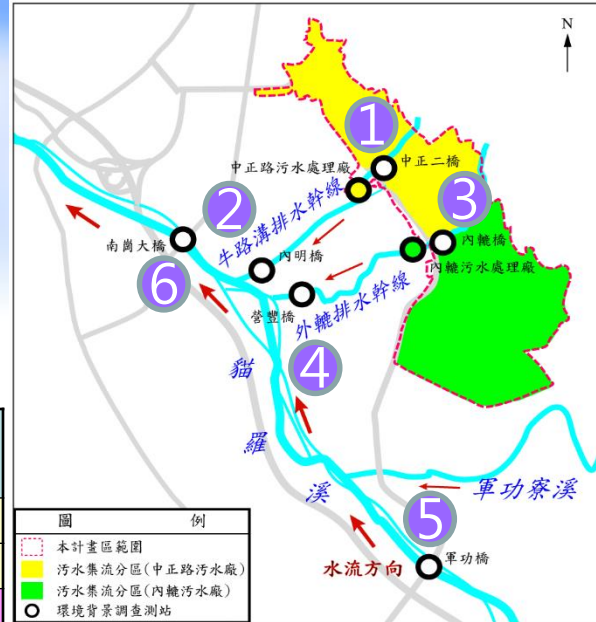 N
1
中正路污水處理廠
中正二橋
3
2
牛路溝排水幹線
內轆橋
南崗大橋
內明橋
內轆污水處理廠
6
營豐橋
外轆排水幹線
4
貓羅溪
軍功寮溪
5
水流方向
軍功橋
圖例
本計畫區範圍
污水集流分區(中正路污水廠)
污水集流分區(內轆污水廠)
環境背景調查測站